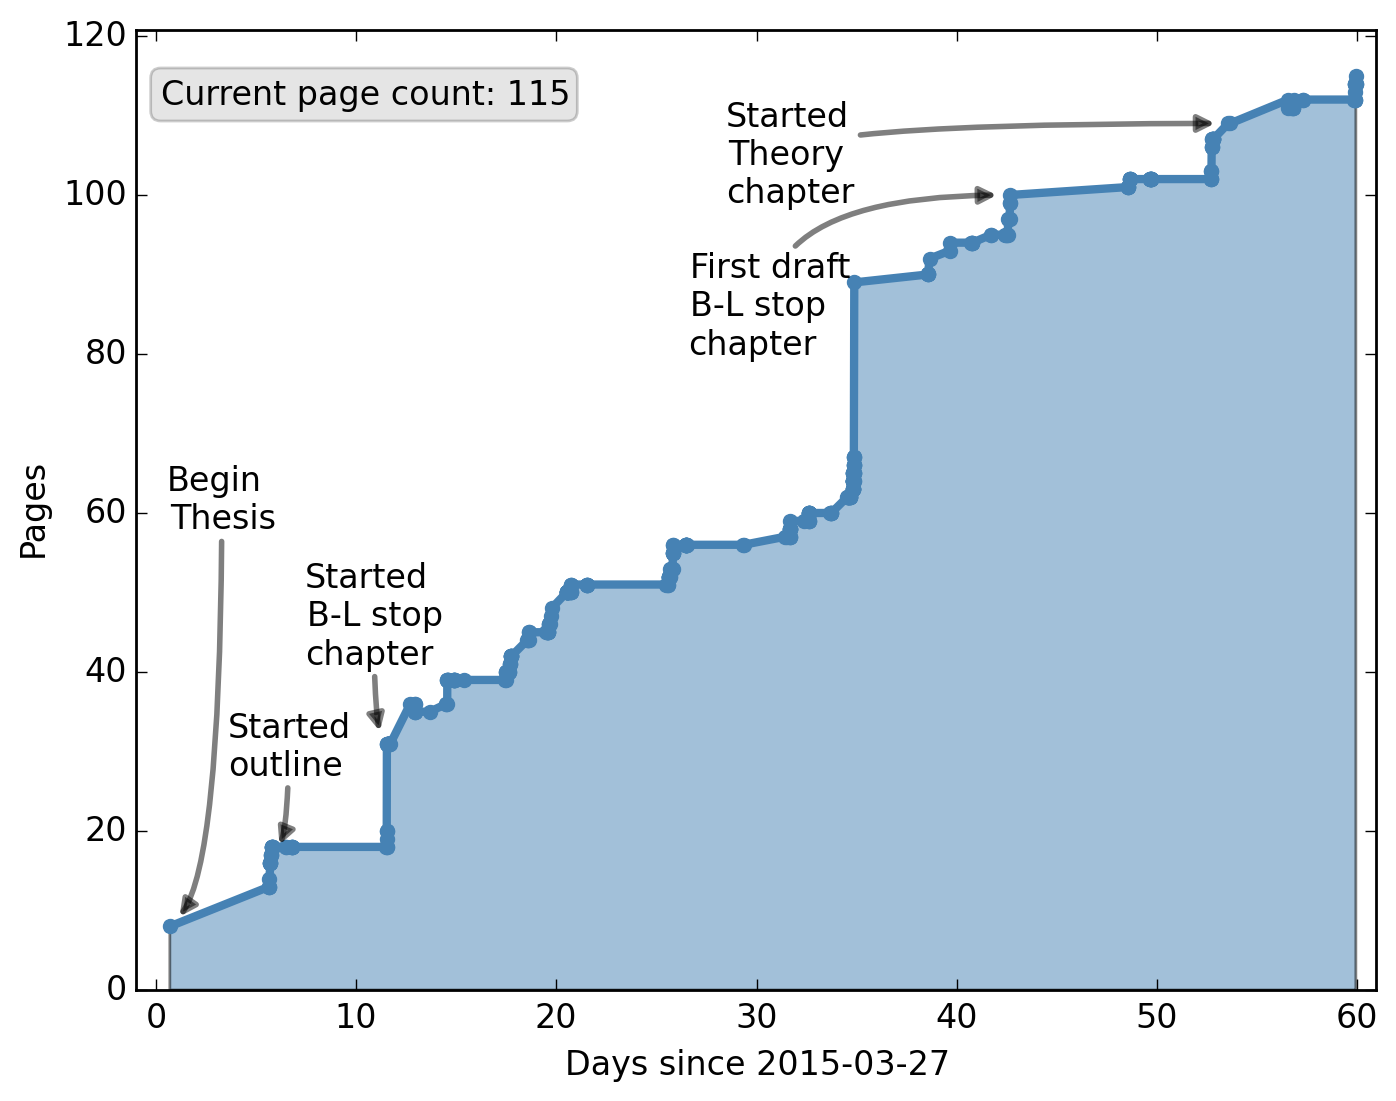 Current page count: 115
Started
Theory
chapter
First draft
B-L stop
chapter
Begin
Thesis
Started
B-L stop
chapter
Started
outline
Pages
120
100
80
60
40
20
0
0 10 20 30 40 50 60
Days since 2015-03-27